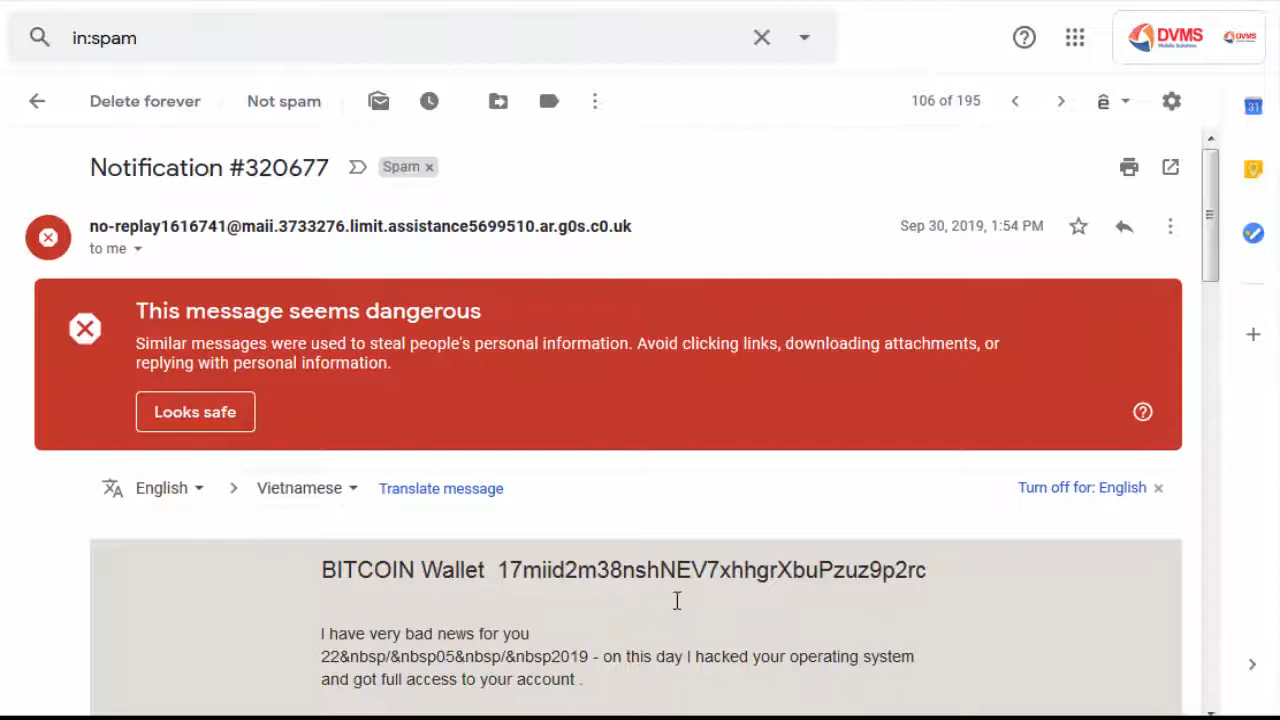 in:spam
DVMS
Mobile Solution
DVMS
Delete forever
Not spam
106 of 195
ê
31
Notification #320677
Spam ×
no-replay1616741@maii.3733276.limit.assistance5699510.ar.g0s.c0.uk
Sep 30, 2019, 1:54 PM
to me
This message seems dangerous
Similar messages were used to steal people's personal information. Avoid clicking links, downloading attachments, or
replying with personal information.
Looks safe
English > Vietnamese
Translate message
Turn off for: English ×
BITCOIN Wallet 17miid2m38nshNEV7xhhgrXbuPzuz9p2rc
I have very bad news for you
22&nbsp/&nbsp05&nbsp/&nbsp2019 - on this day I hacked your operating system
and got full access to your account .